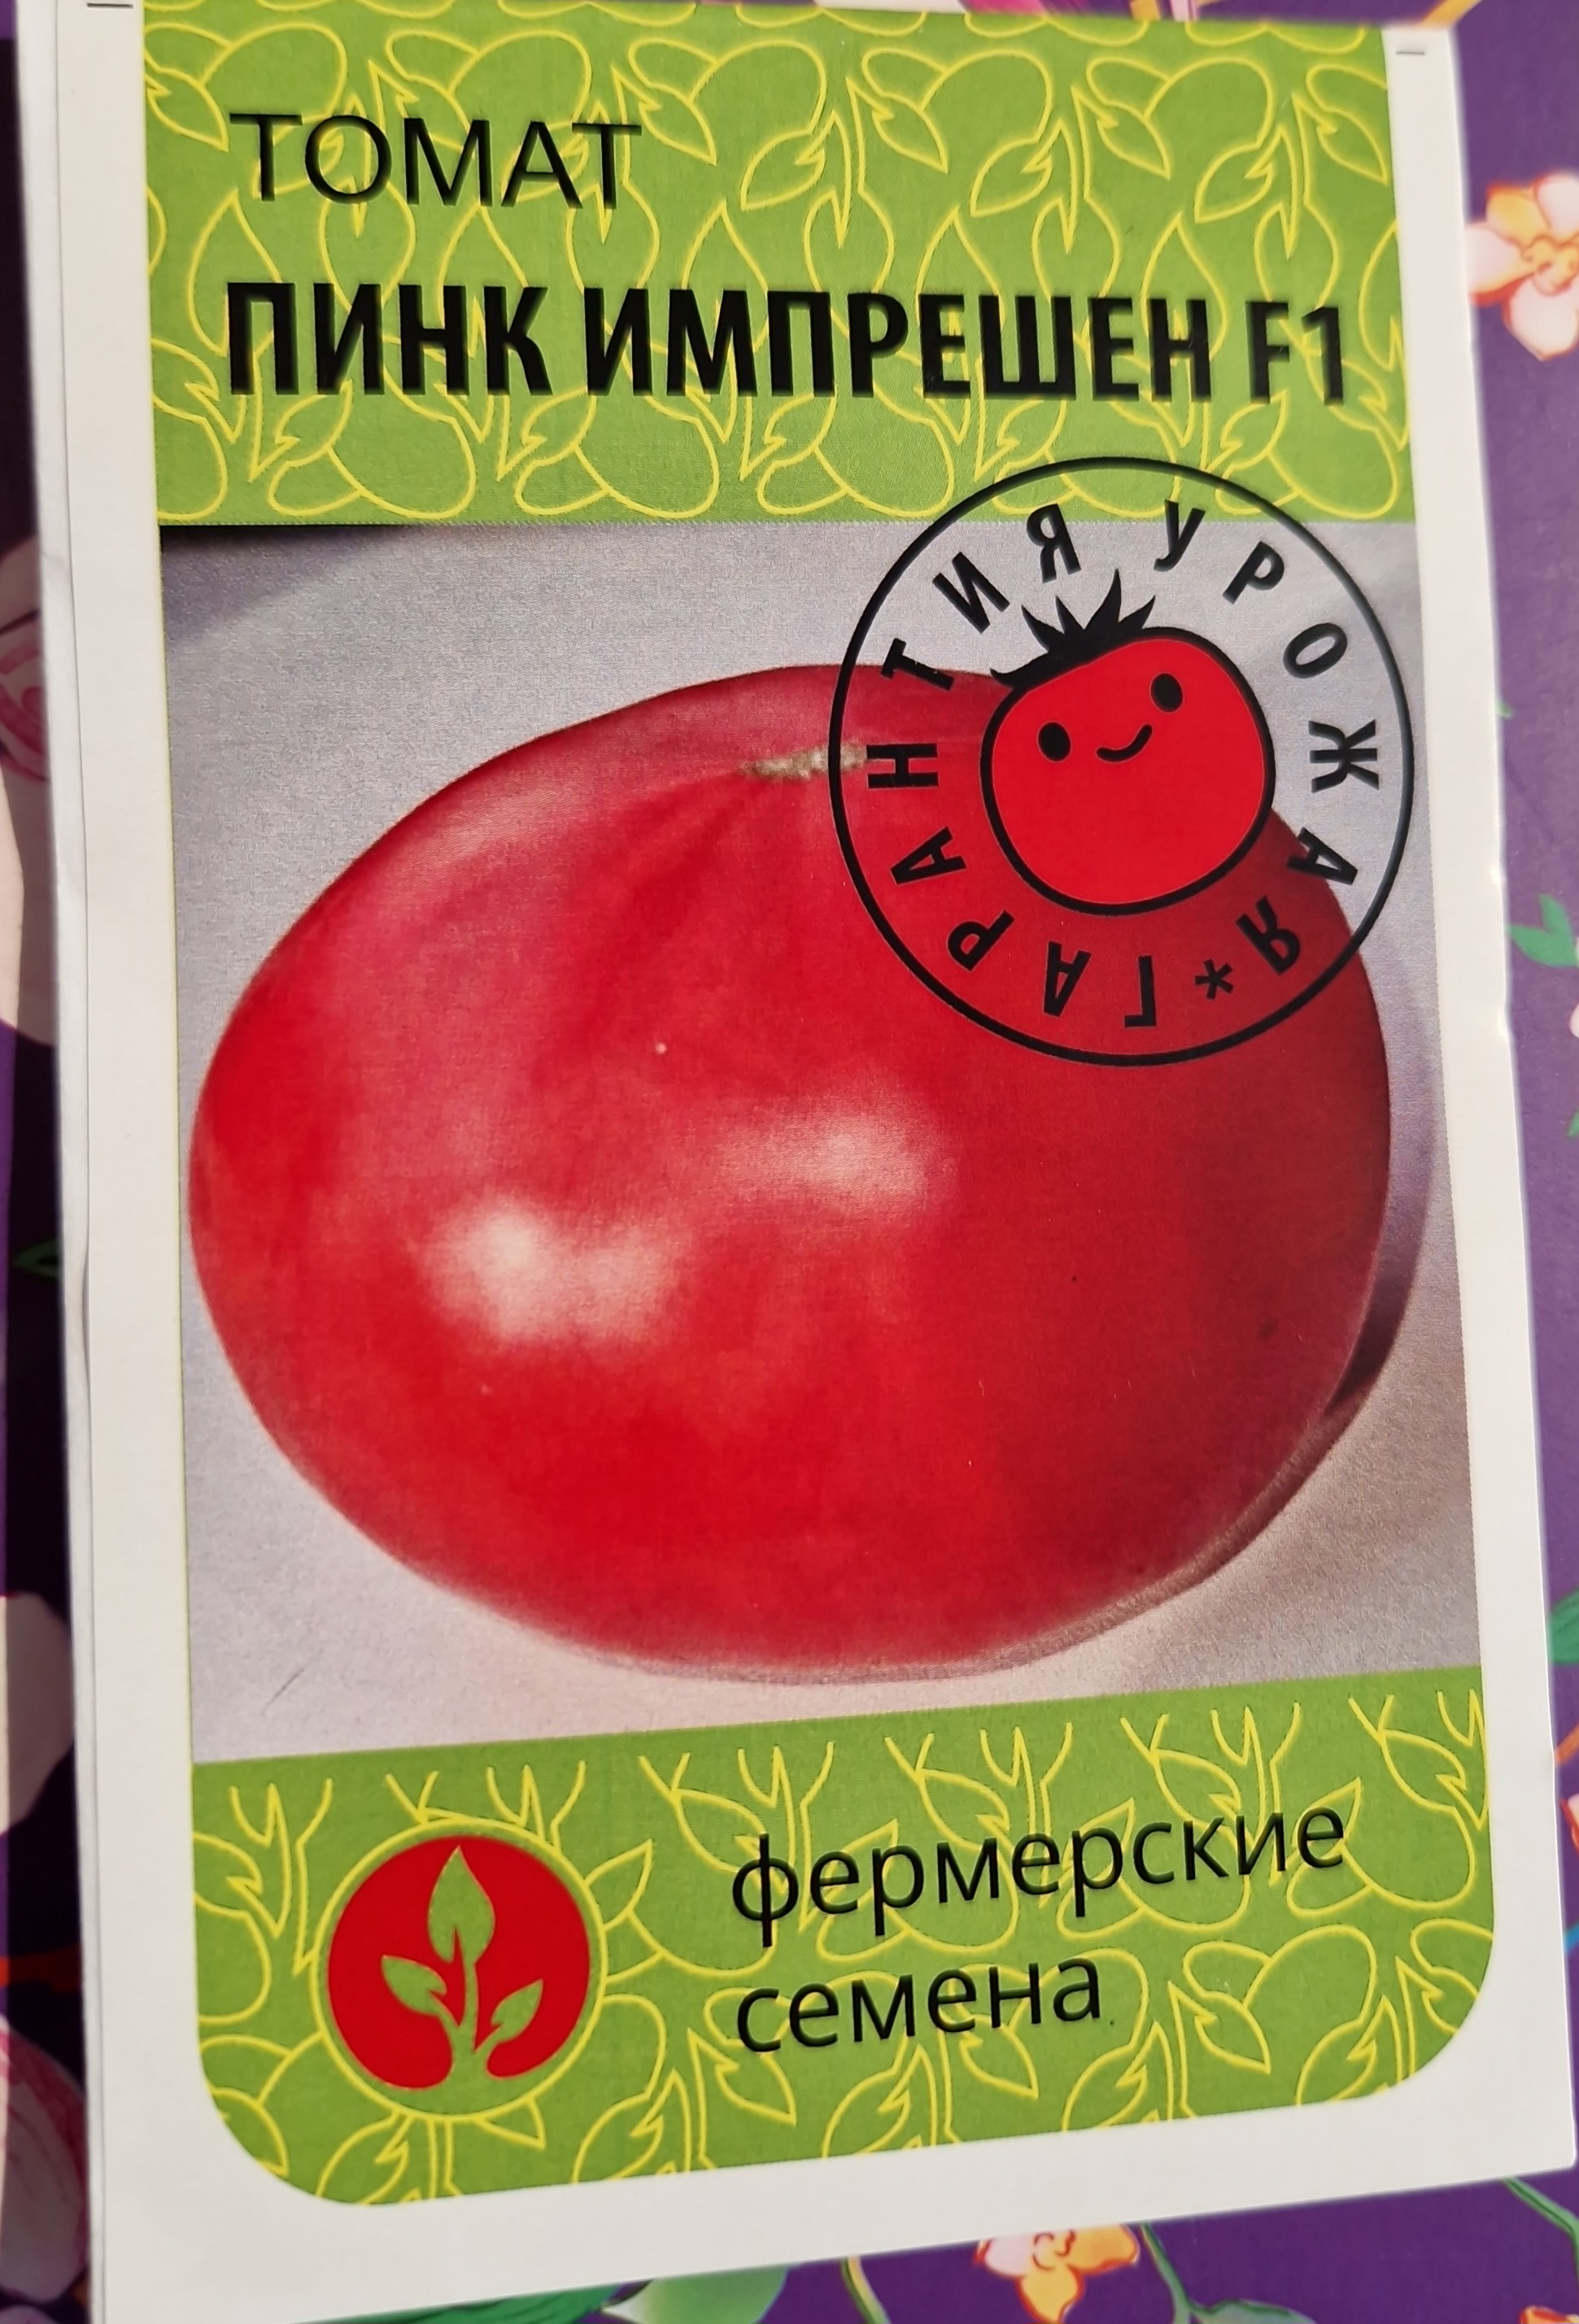 ТОМАТ
ПИНК ИМПРЕШЕН F1
ГАРАНТИЯ УРОЖАЯ *
фермерские
семена